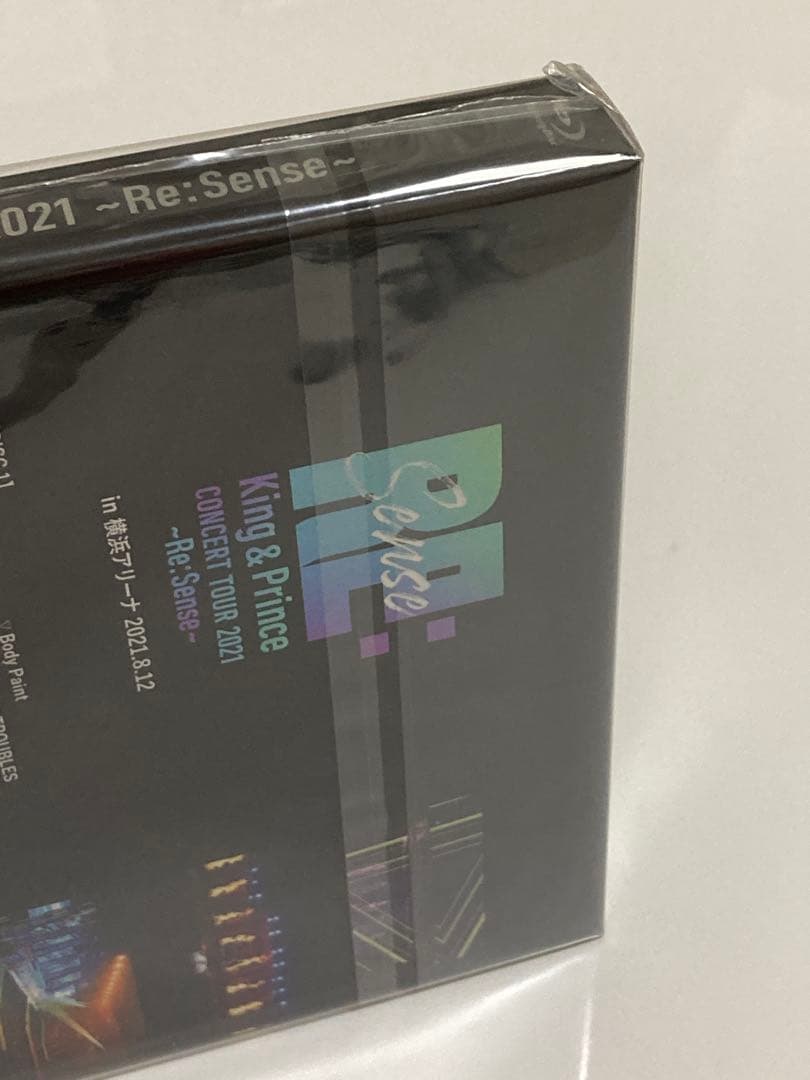 2021 ~Re:Sense~
RE:
Sense
King & Prince
CONCERT TOUR 2021
~Re:Sense~
in 横浜アリーナ 2021.8.12
Body Paint
TROUBLES